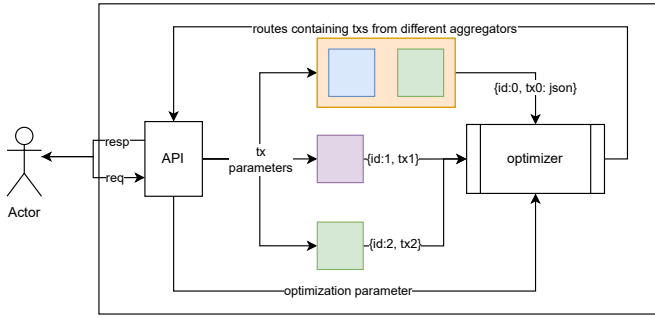 routes containing txs from different aggregators
{id:0, tx0: json}
resp
API
tx
parameters
{id:1, tx1}
optimizer
req
Actor
{id:2, tx2}
optimization parameter